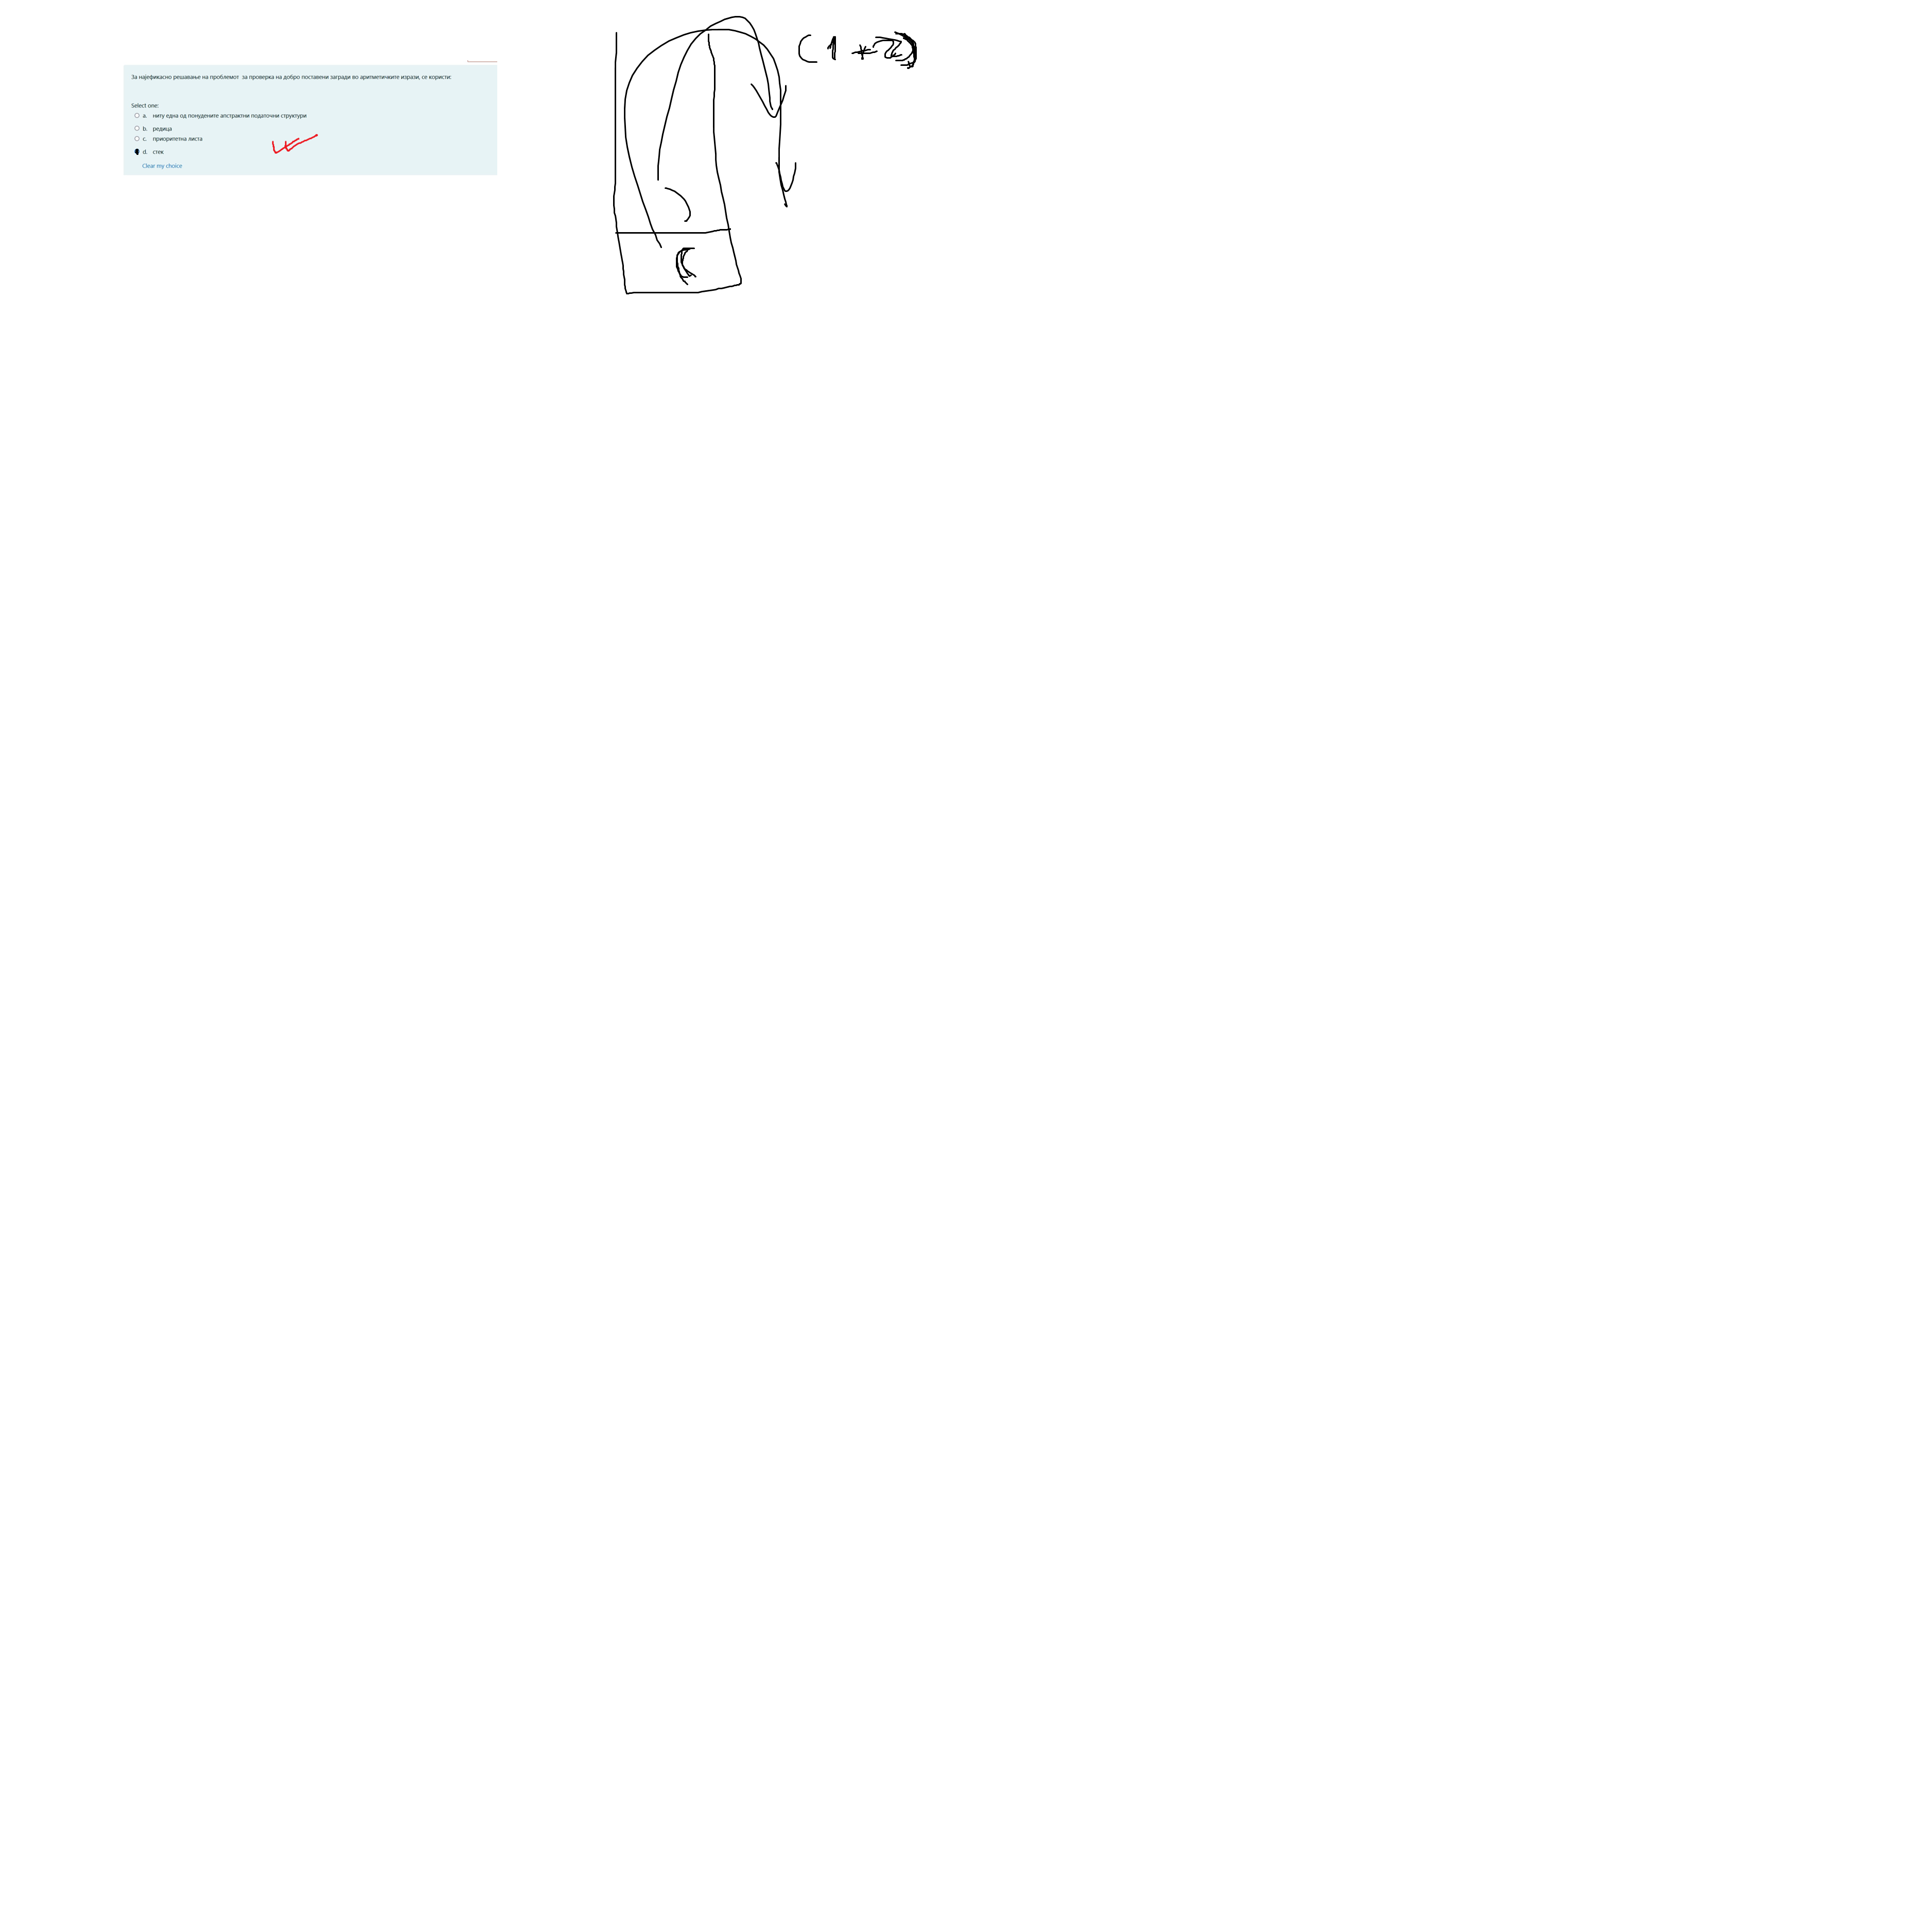 За најефикасно решавање на проблемот за проверка на добро поставени загради во аритметичките изрази, се користи:
Select one:
a. ниту една од понудените апстрактни податочни структури
b. редица
c. приоритетна листа
d. стек
Clear my choice
( 1 + 2 )
)
(